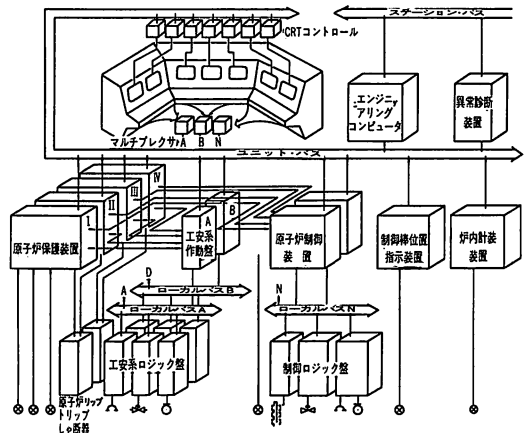 ステーション・バス
CRTコントロール
エンジニアリング
コンピュータ
異常診断
装置
マルチプレクサA B N
ユニット・バス
I
II
III
IV
原子炉保護装置
A
B
工安系
作動盤
原子炉制御
装 置
制御棒位置
指示装置
炉内計装
装置
D
ローカルバスB
A
ローカルバスA
N
ローカルバスN
工安系ロジック盤
制御ロジック盤
原子炉リップ
トリップ
しゃ断器